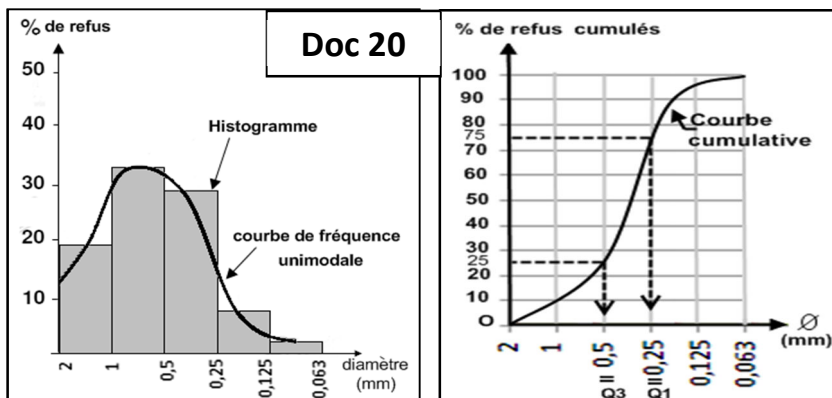 % de refus
Doc 20
50
40
30
20
10
Histogramme
courbe de fréquence
unimodale
2
1
0,5
0,25
0,125
0,063
diamètre
(mm)
% de refus cumulés
100
90
80
75
70
60
50
40
30
25
20
10
O
Courbe
cumulative
2
1
Q3 = 0,5
Q1 = 0,25
0,125
0,063
Ø
(mm)